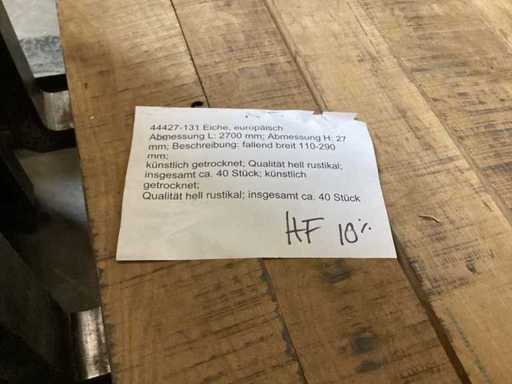 44427-131 Eiche, europäisch
Abmessung L: 2700 mm; Abmessung H: 27
mm; Beschreibung: fallend breit 110-290
mm;
künstlich getrocknet; Qualität hell rustikal;
insgesamt ca. 40 Stück; künstlich
getrocknet;
Qualität hell rustikal; insgesamt ca. 40 Stück
HF 10%